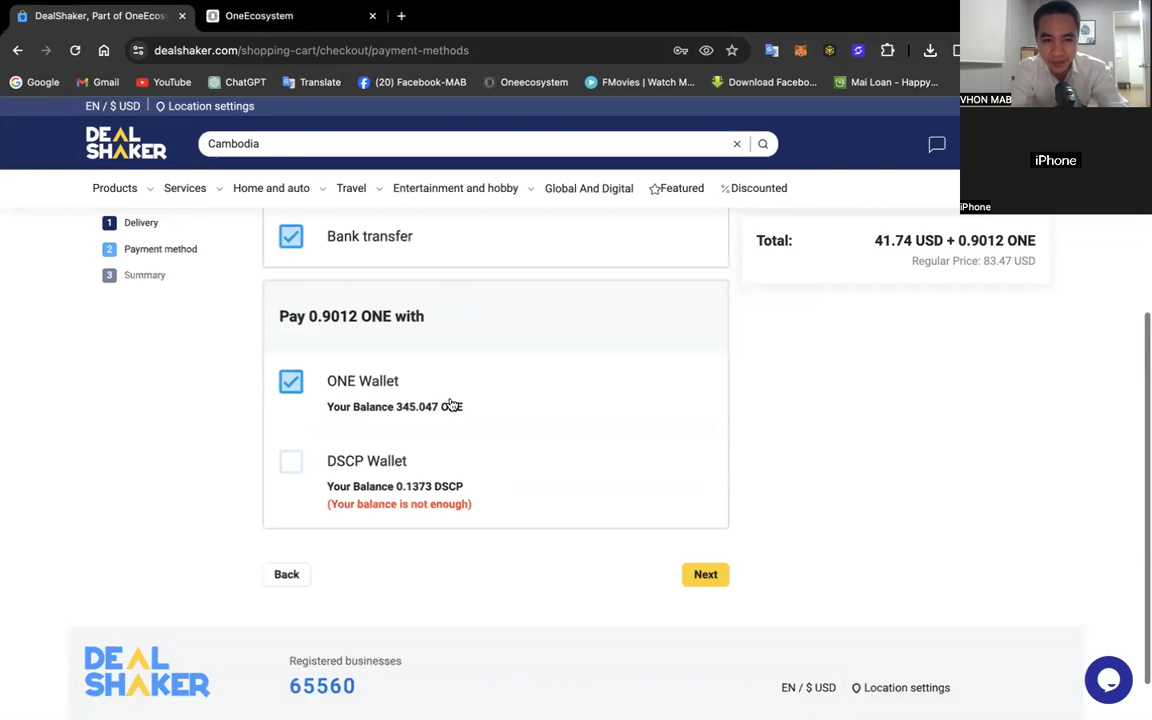 DealShaker, Part of OneEcos
OneEcosystem
dealshaker.com/shopping-cart/checkout/payment-methods
Google
Gmail
YouTube
ChatGPT
Translate
(20) Facebook-MAB
Oneecosystem
FMovies | Watch M...
Download Facebo...
Mai Loan - Happy...
VHON MAB
iPhone
iPhone
EN / $ USD
Location settings
DEAL
SHAKER
Cambodia
Products
Services
Home and auto
Travel
Entertainment and hobby
Global And Digital
Featured
Discounted
1 Delivery
2 Payment method
3 Summary
Bank transfer
Total: 41.74 USD + 0.9012 ONE
Regular Price: 83.47 USD
Pay 0.9012 ONE with
ONE Wallet
Your Balance 345.047 ONE
DSCP Wallet
Your Balance 0.1373 DSCP
(Your balance is not enough)
Back
Next
DEAL
SHAKER
Registered businesses
65560
EN / $ USD
Location settings